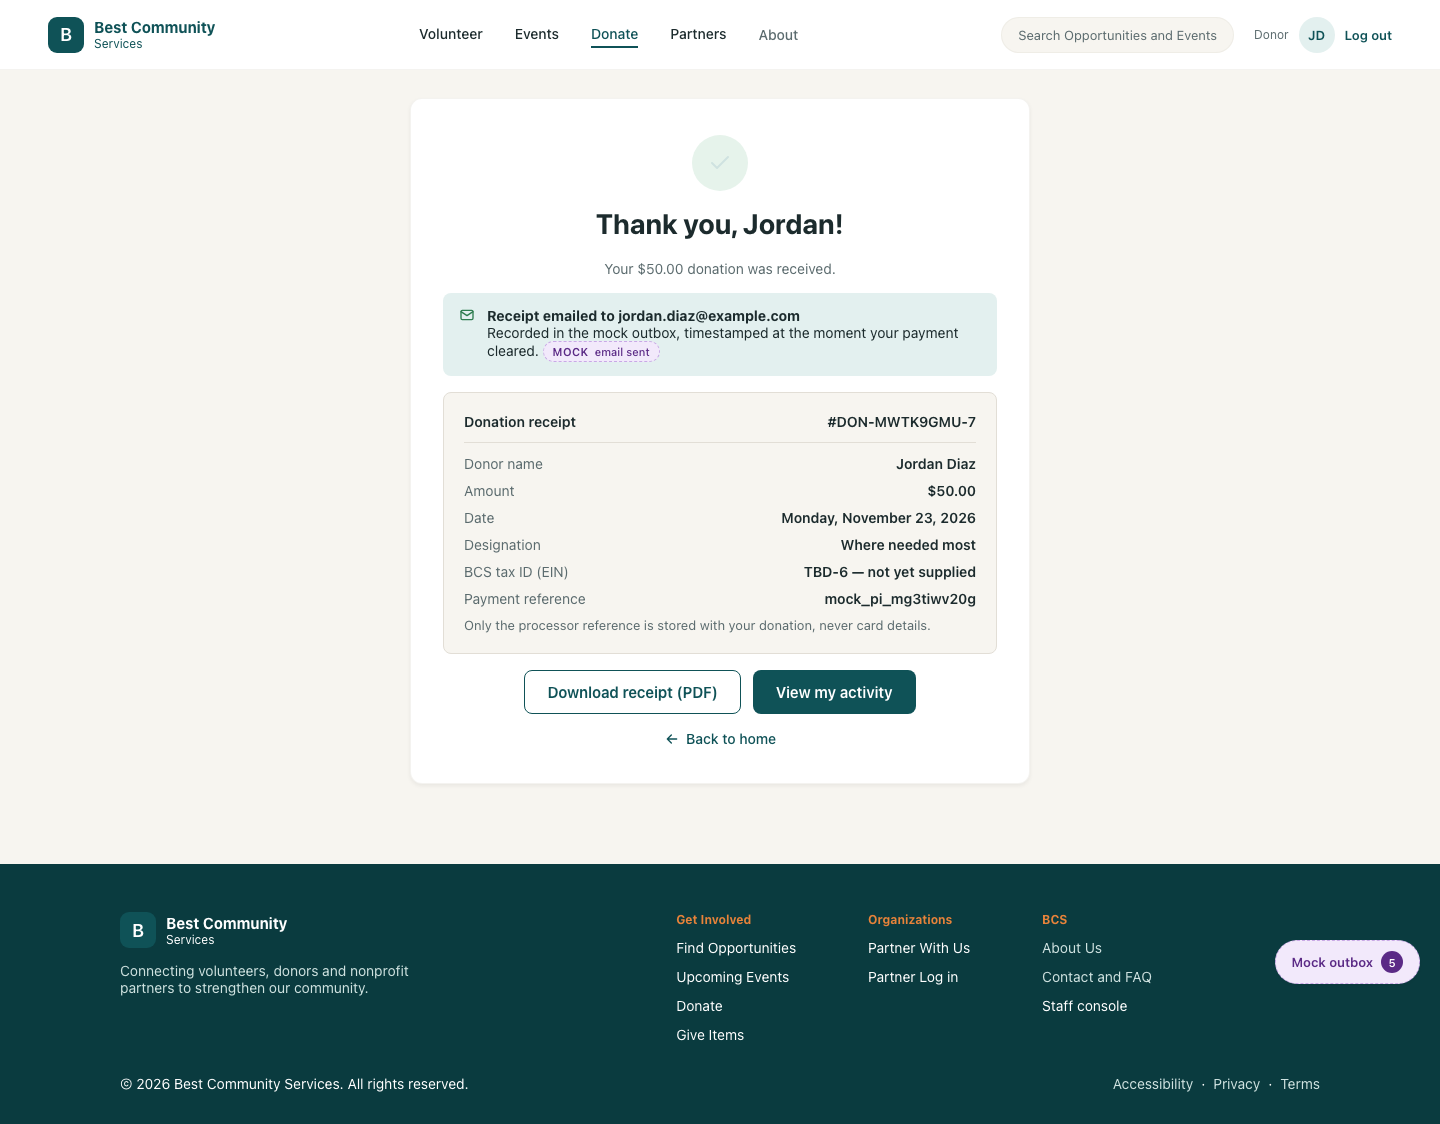 B
Best Community
Services
Volunteer
Events
Donate
Partners
About
Search Opportunities and Events
Donor
JD
Log out
Thank you, Jordan!
Your $50.00 donation was received.
Receipt emailed to jordan.diaz@example.com
Recorded in the mock outbox, timestamped at the moment your payment
cleared. MOCK email sent
Donation receipt #DON-MWTK9GMU-7
Donor name Jordan Diaz
Amount $50.00
Date Monday, November 23, 2026
Designation Where needed most
BCS tax ID (EIN) TBD-6 — not yet supplied
Payment reference mock_pi_mg3tiwv20g
Only the processor reference is stored with your donation, never card details.
Download receipt (PDF)
View my activity
← Back to home
B
Best Community
Services
Connecting volunteers, donors and nonprofit
partners to strengthen our community.
Get Involved
Find Opportunities
Upcoming Events
Donate
Give Items
Organizations
Partner With Us
Partner Log in
BCS
About Us
Contact and FAQ
Staff console
Mock outbox 5
© 2026 Best Community Services. All rights reserved.
Accessibility · Privacy · Terms